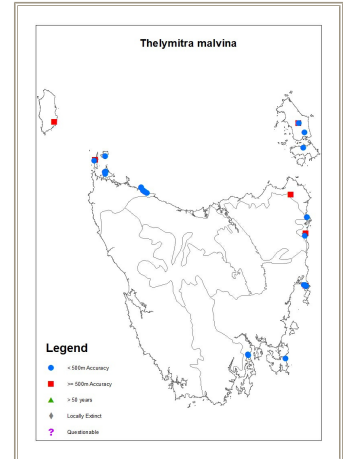 Thelymitra malvina
Legend
< 500m Accuracy
>= 500m Accuracy
> 50 years
Locally Extinct
? Questionable